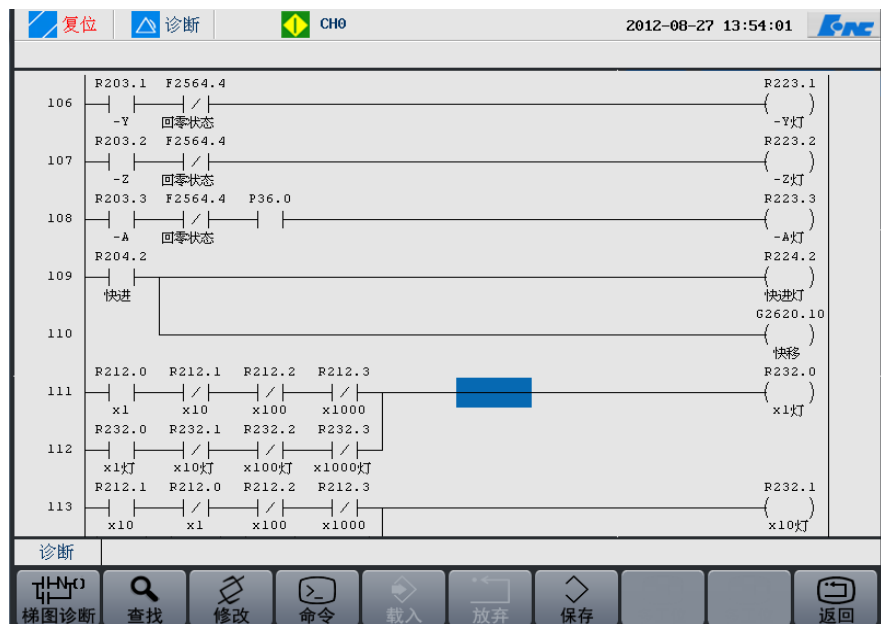 复位 诊断 CH0 2012-08-27 13:54:01 HNC
R203.1 F2564.4 R223.1
106
-Y 回零状态 -Y灯
R203.2 F2564.4 R223.2
107
-Z 回零状态 -Z灯
R203.3 F2564.4 P36.0 R223.3
108
-A 回零状态 -A灯
R204.2 R224.2
109
快进 快进灯
G2620.10
110
快移
R212.0 R212.1 R212.2 R212.3 R232.0
111
x1 x10 x100 x1000 x1灯
R232.0 R232.1 R232.2 R232.3
112
x1灯 x10灯 x100灯 x1000灯
R212.1 R212.0 R212.2 R212.3 R232.1
113
x10 x1 x100 x1000 x10灯
诊断
梯图诊断 查找 修改 命令 载入 放弃 保存 返回